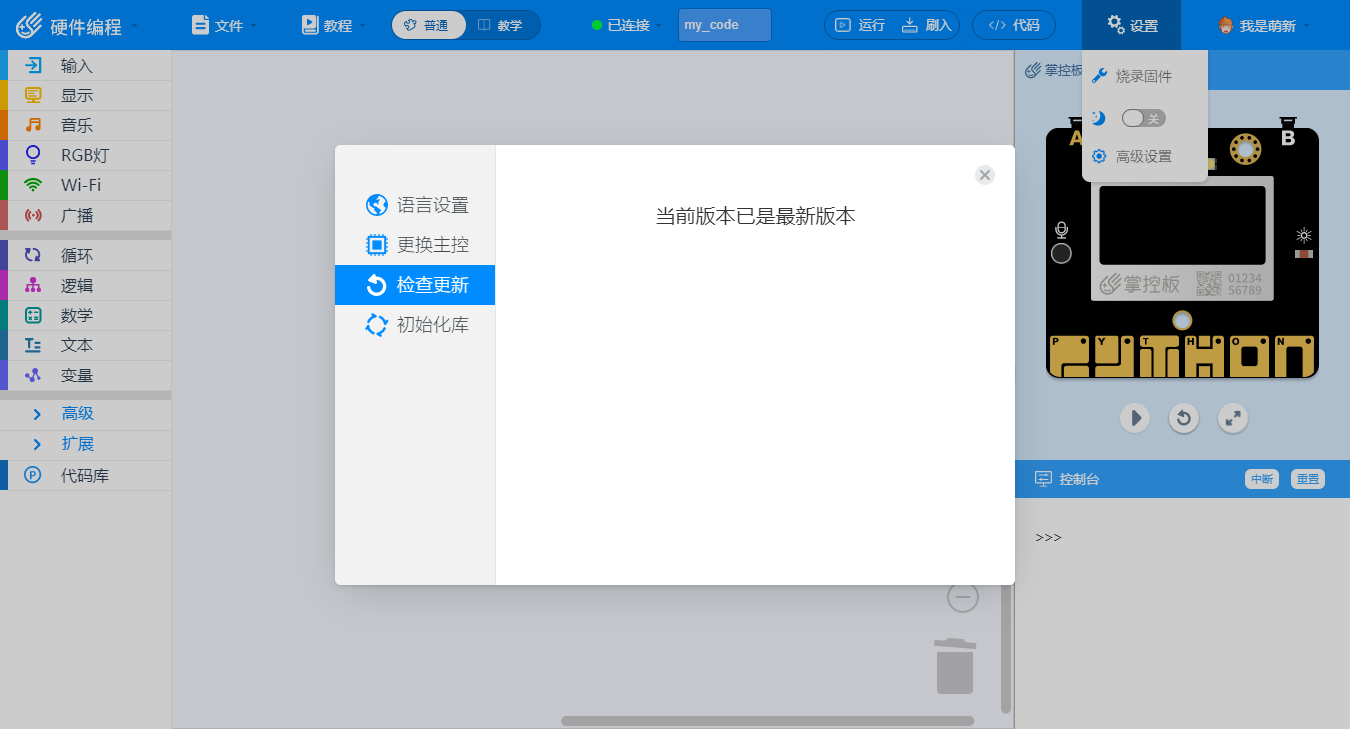 硬件编程
文件
教程
普通
教学
已连接
my_code
运行
刷入
代码
设置
我是萌新
输入
显示
音乐
RGB灯
Wi-Fi
广播
循环
逻辑
数学
文本
变量
高级
扩展
代码库
语言设置
更换主控
检查更新
初始化库
当前版本已是最新版本
掌控板
烧录固件
关
高级设置
A
B
掌控板
01234
56789
P Y T H O N
控制台
中断
重置
>>>